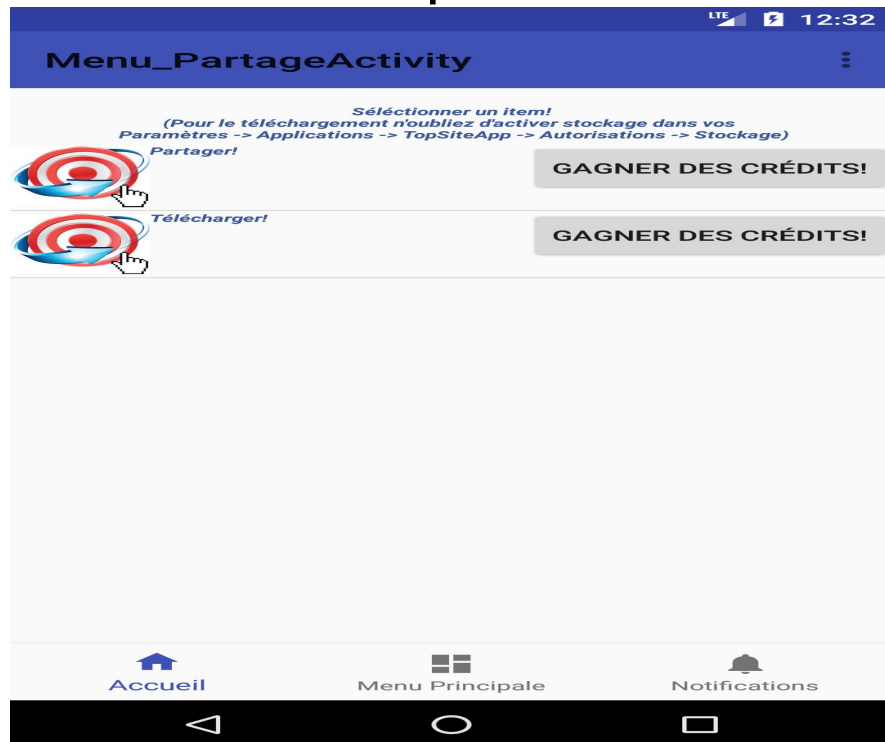 LTE 12:32
Menu_PartageActivity
Séléctionner un item!
(Pour le téléchargement n'oubliez d'activer stockage dans vos
Paramètres -> Applications -> TopSiteApp -> Autorisations -> Stockage)
Partager!
GAGNER DES CRÉDITS!
Télécharger!
GAGNER DES CRÉDITS!
Accueil
Menu Principale
Notifications